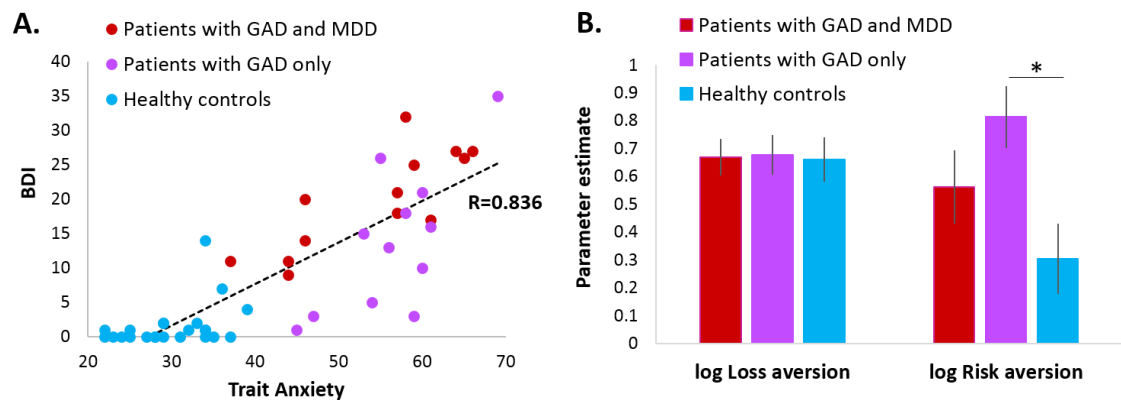 A.
Patients with GAD and MDD
Patients with GAD only
Healthy controls
40
35
30
25
20
15
10
5
0
BDI
R=0.836
20
30
40
50
60
70
Trait Anxiety
B.
Patients with GAD and MDD
Patients with GAD only
Healthy controls
1
0.9
0.8
0.7
0.6
0.5
0.4
0.3
0.2
0.1
0
Parameter estimate
*
log Loss aversion
log Risk aversion